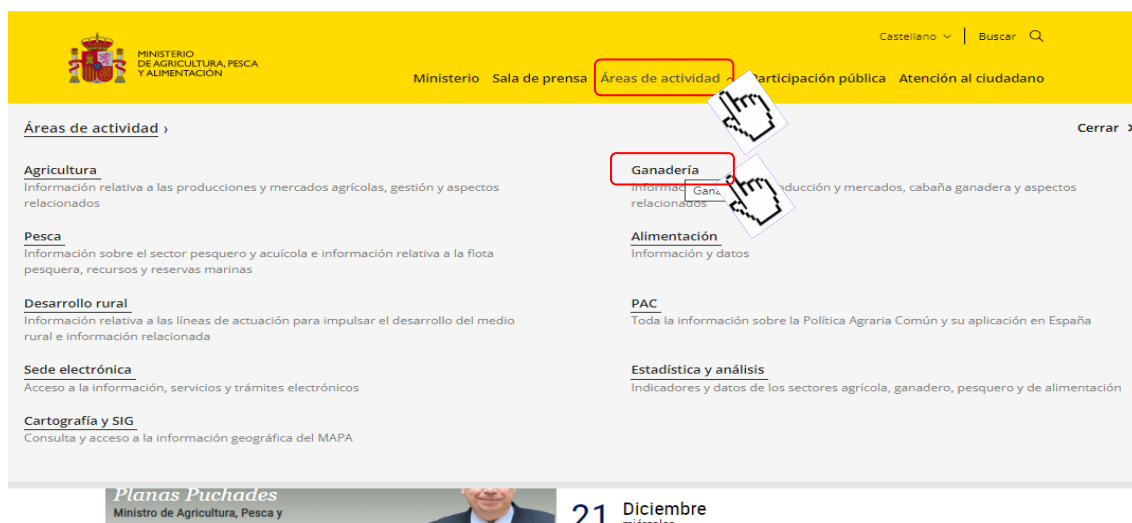 Castellano
Buscar
MINISTERIO
DE AGRICULTURA, PESCA
Y ALIMENTACIÓN
Ministerio Sala de prensa Áreas de actividad Participación pública Atención al ciudadano
Áreas de actividad ›
Cerrar
Agricultura
Información relativa a las producciones y mercados agrícolas, gestión y aspectos
relacionados
Ganadería
producción y mercados, cabaña ganadera y aspectos
relacionados
Pesca
Información sobre el sector pesquero y acuícola e información relativa a la flota
pesquera, recursos y reservas marinas
Alimentación
Información y datos
Desarrollo rural
Información relativa a las líneas de actuación para impulsar el desarrollo del medio
rural e información relacionada
PAC
Toda la información sobre la Política Agraria Común y su aplicación en España
Sede electrónica
Acceso a la información, servicios y trámites electrónicos
Estadística y análisis
Indicadores y datos de los sectores agrícola, ganadero, pesquero y de alimentación
Cartografía y SIG
Consulta y acceso a la información geográfica del MAPA
Planas Puchades
Ministro de Agricultura, Pesca y
21 Diciembre
miércoles